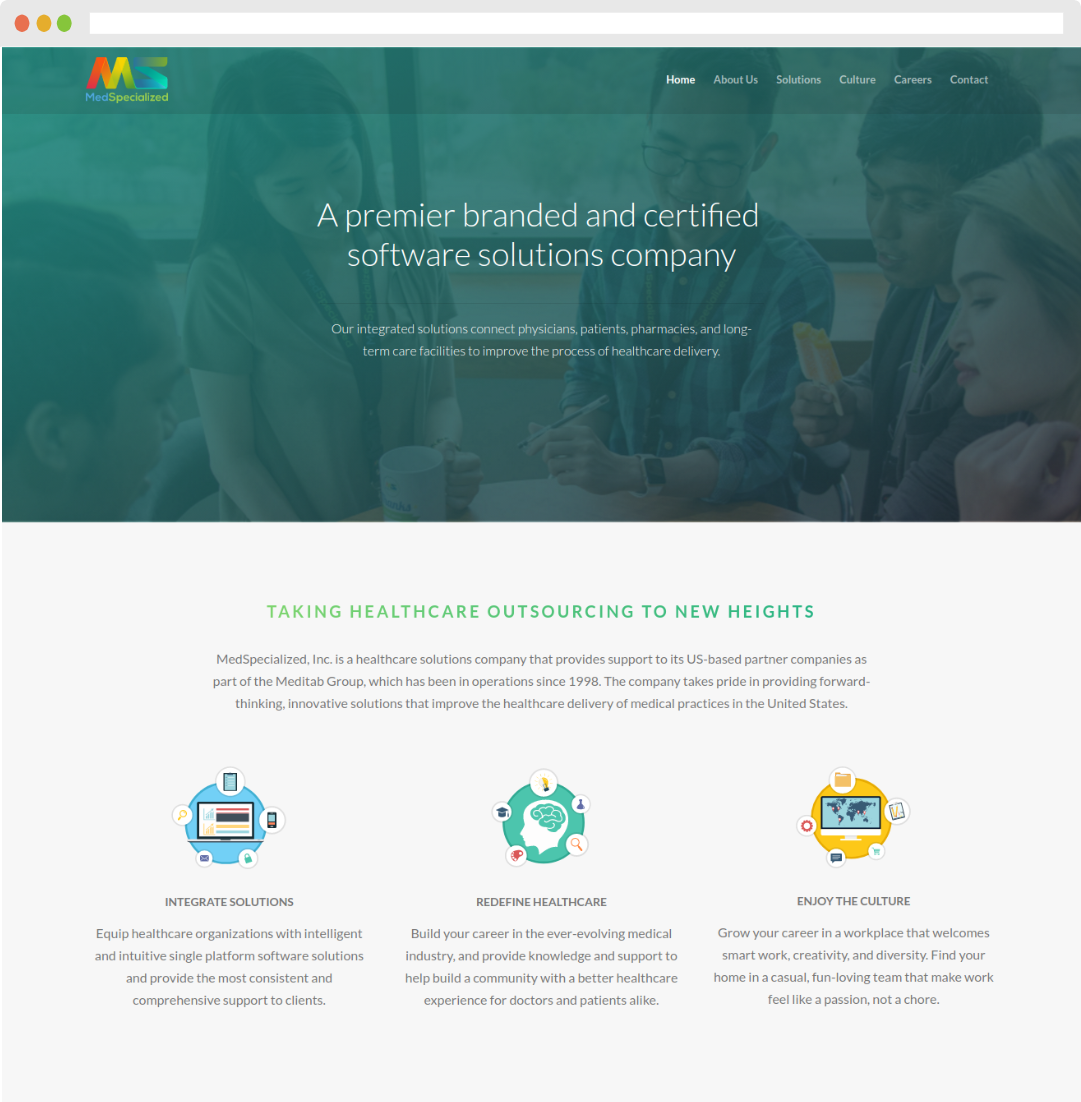 MS
MedSpecialized
Home About Us Solutions Culture Careers Contact
A premier branded and certified
software solutions company
Our integrated solutions connect physicians, patients, pharmacies, and long-
term care facilities to improve the process of healthcare delivery.
TAKING HEALTHCARE OUTSOURCING TO NEW HEIGHTS
MedSpecialized, Inc. is a healthcare solutions company that provides support to its US-based partner companies as
part of the Meditab Group, which has been in operations since 1998. The company takes pride in providing forward-
thinking, innovative solutions that improve the healthcare delivery of medical practices in the United States.
INTEGRATE SOLUTIONS
Equip healthcare organizations with intelligent
and intuitive single platform software solutions
and provide the most consistent and
comprehensive support to clients.
REDEFINE HEALTHCARE
Build your career in the ever-evolving medical
industry, and provide knowledge and support to
help build a community with a better healthcare
experience for doctors and patients alike.
ENJOY THE CULTURE
Grow your career in a workplace that welcomes
smart work, creativity, and diversity. Find your
home in a casual, fun-loving team that make work
feel like a passion, not a chore.